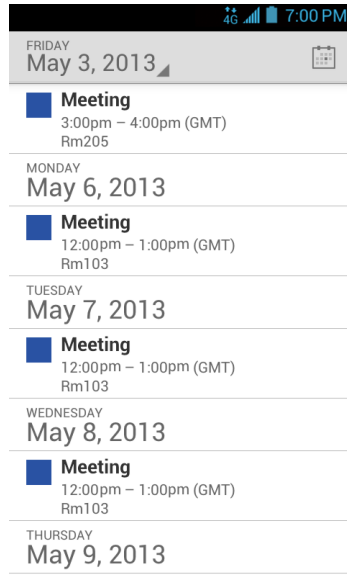 4G 7:00 PM
FRIDAY
May 3, 2013
Meeting
3:00pm – 4:00pm (GMT)
Rm205
MONDAY
May 6, 2013
Meeting
12:00pm – 1:00pm (GMT)
Rm103
TUESDAY
May 7, 2013
Meeting
12:00pm – 1:00pm (GMT)
Rm103
WEDNESDAY
May 8, 2013
Meeting
12:00pm – 1:00pm (GMT)
Rm103
THURSDAY
May 9, 2013